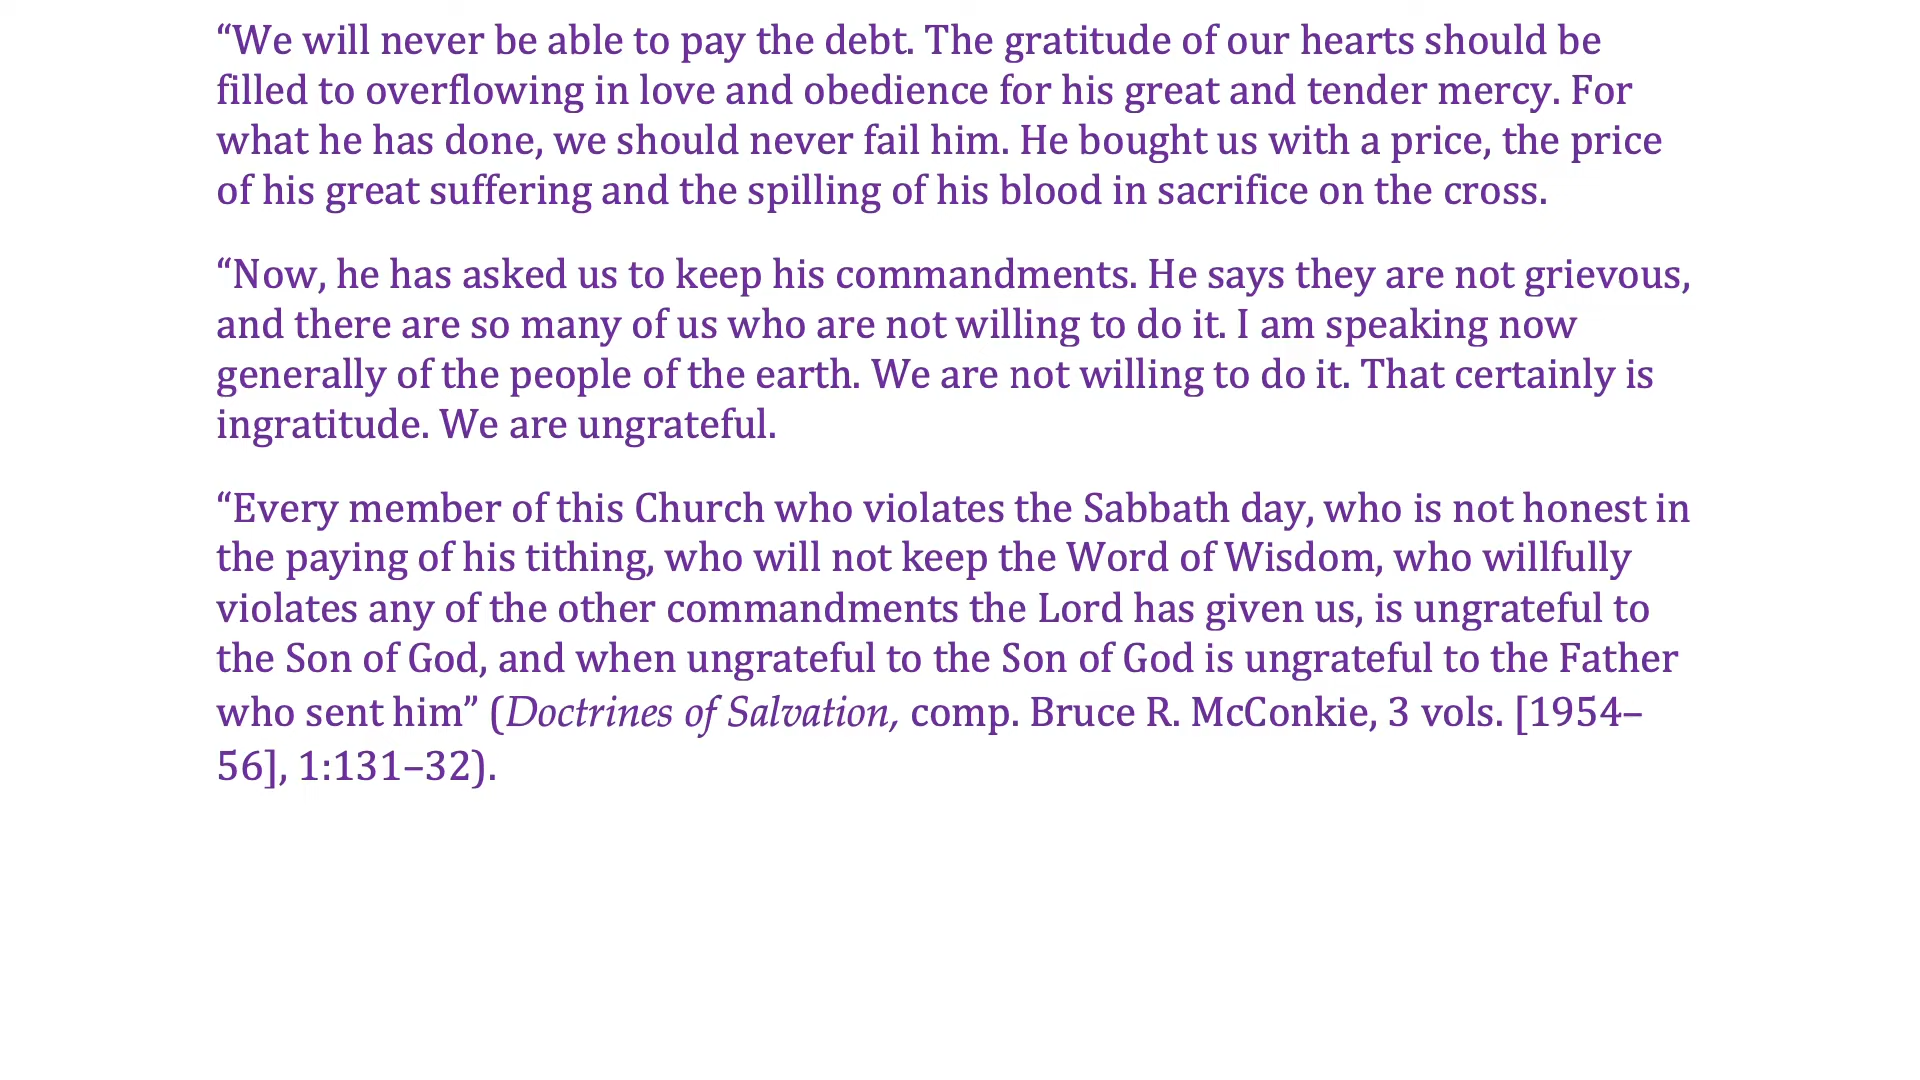 “We will never be able to pay the debt. The gratitude of our hearts should be
filled to overflowing in love and obedience for his great and tender mercy. For
what he has done, we should never fail him. He bought us with a price, the price
of his great suffering and the spilling of his blood in sacrifice on the cross.
“Now, he has asked us to keep his commandments. He says they are not grievous,
and there are so many of us who are not willing to do it. I am speaking now
generally of the people of the earth. We are not willing to do it. That certainly is
ingratitude. We are ungrateful.
“Every member of this Church who violates the Sabbath day, who is not honest in
the paying of his tithing, who will not keep the Word of Wisdom, who willfully
violates any of the other commandments the Lord has given us, is ungrateful to
the Son of God, and when ungrateful to the Son of God is ungrateful to the Father
who sent him” (Doctrines of Salvation, comp. Bruce R. McConkie, 3 vols. [1954–
56], 1:131–32).